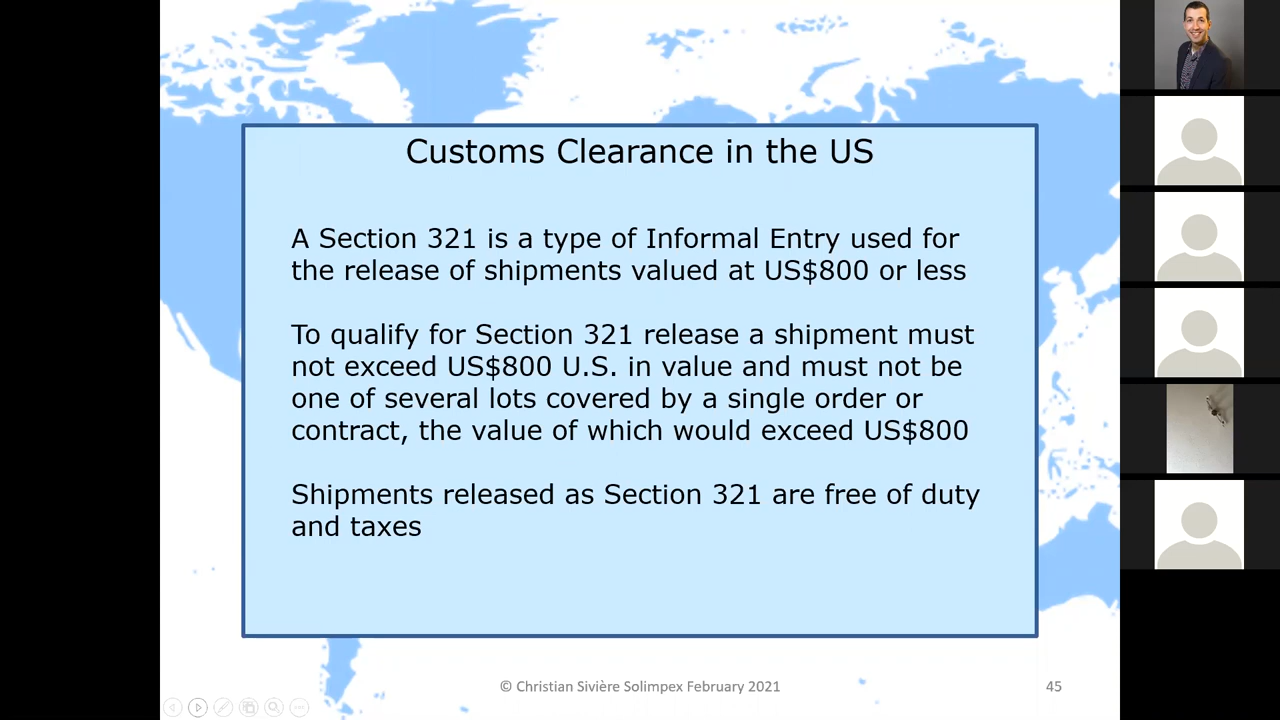 Customs Clearance in the US
A Section 321 is a type of Informal Entry used for
the release of shipments valued at US$800 or less
To qualify for Section 321 release a shipment must
not exceed US$800 U.S. in value and must not be
one of several lots covered by a single order or
contract, the value of which would exceed US$800
Shipments released as Section 321 are free of duty
and taxes
© Christian Sivière Solimpex February 2021
45